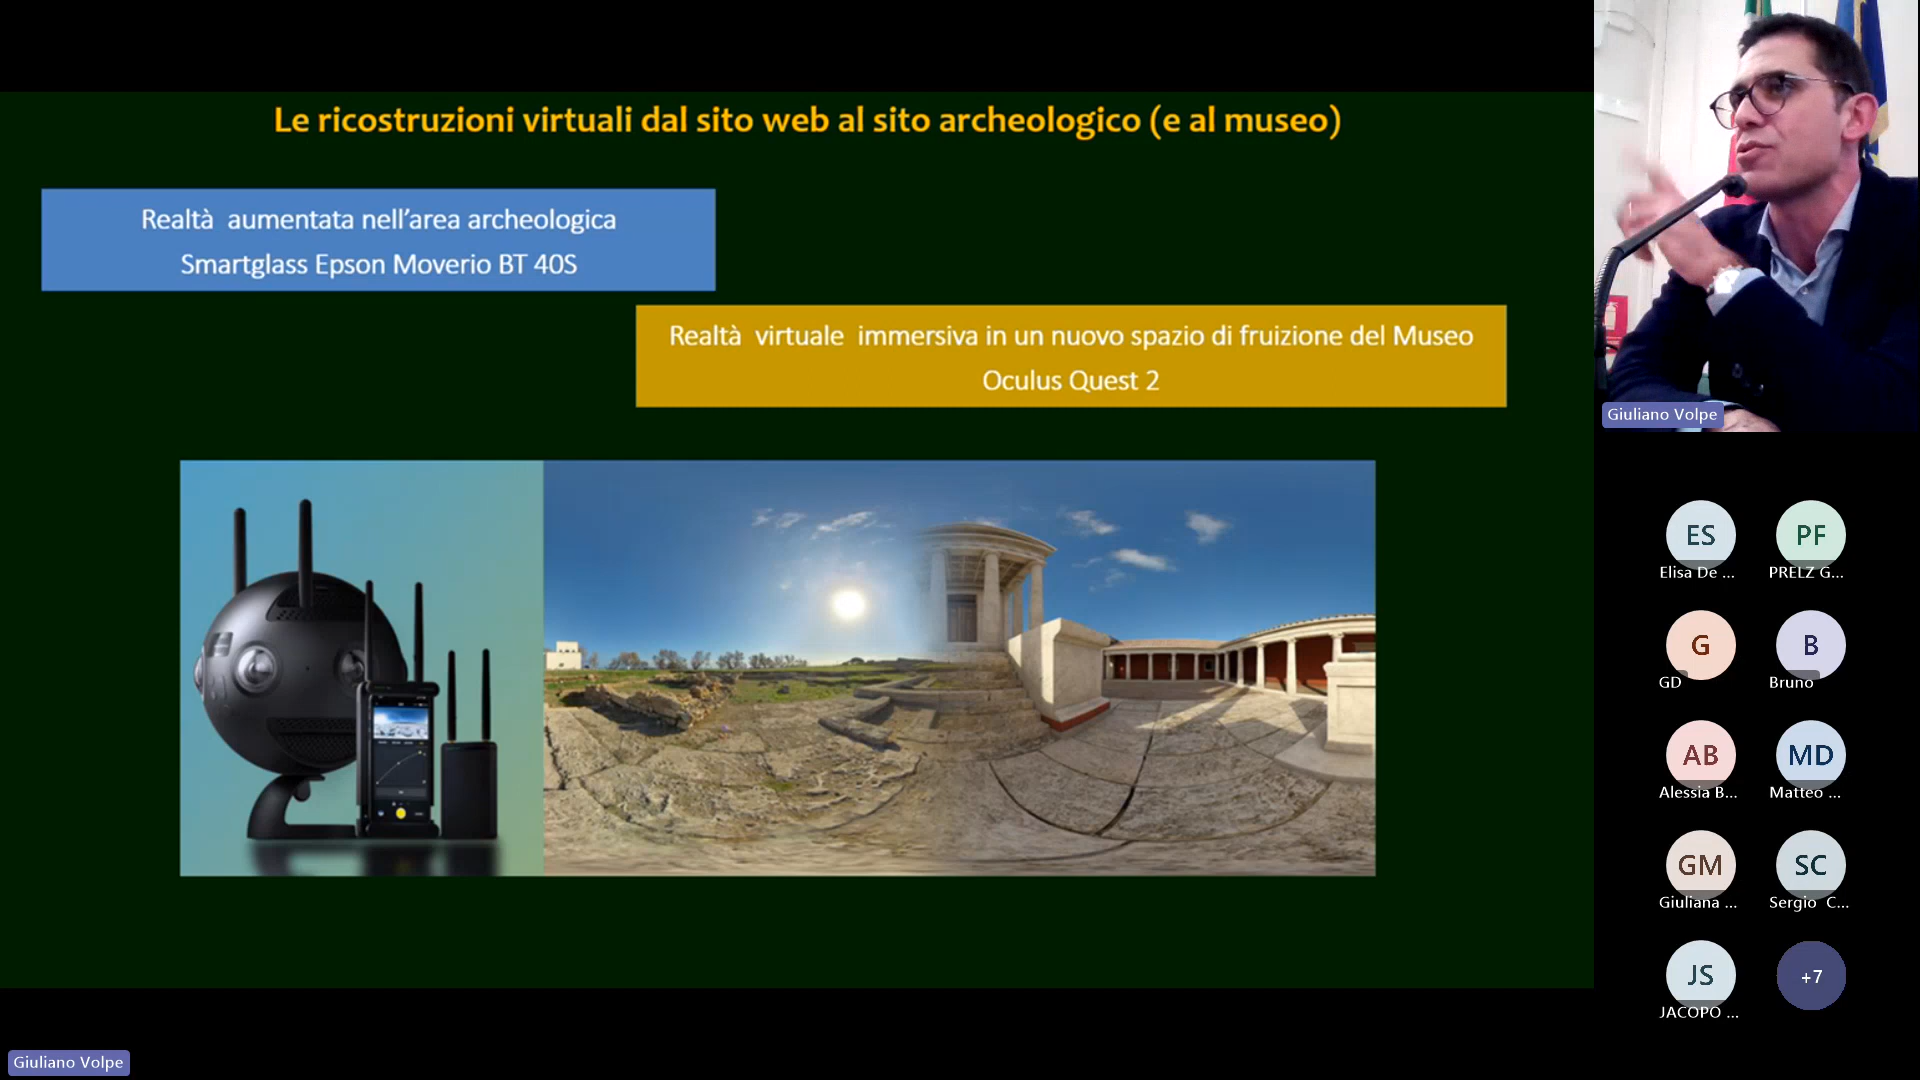 Le ricostruzioni virtuali dal sito web al sito archeologico (e al museo)
Realtà aumentata nell'area archeologica
Smartglass Epson Moverio BT 40S
Realtà virtuale immersiva in un nuovo spazio di fruizione del Museo
Oculus Quest 2
Giuliano Volpe
ES
Elisa De ...
PF
PRELZ G...
G
GD
B
Bruno
AB
Alessia B...
MD
Matteo ...
GM
Giuliana ...
SC
Sergio C...
JS
JACOPO ...
+7
Giuliano Volpe